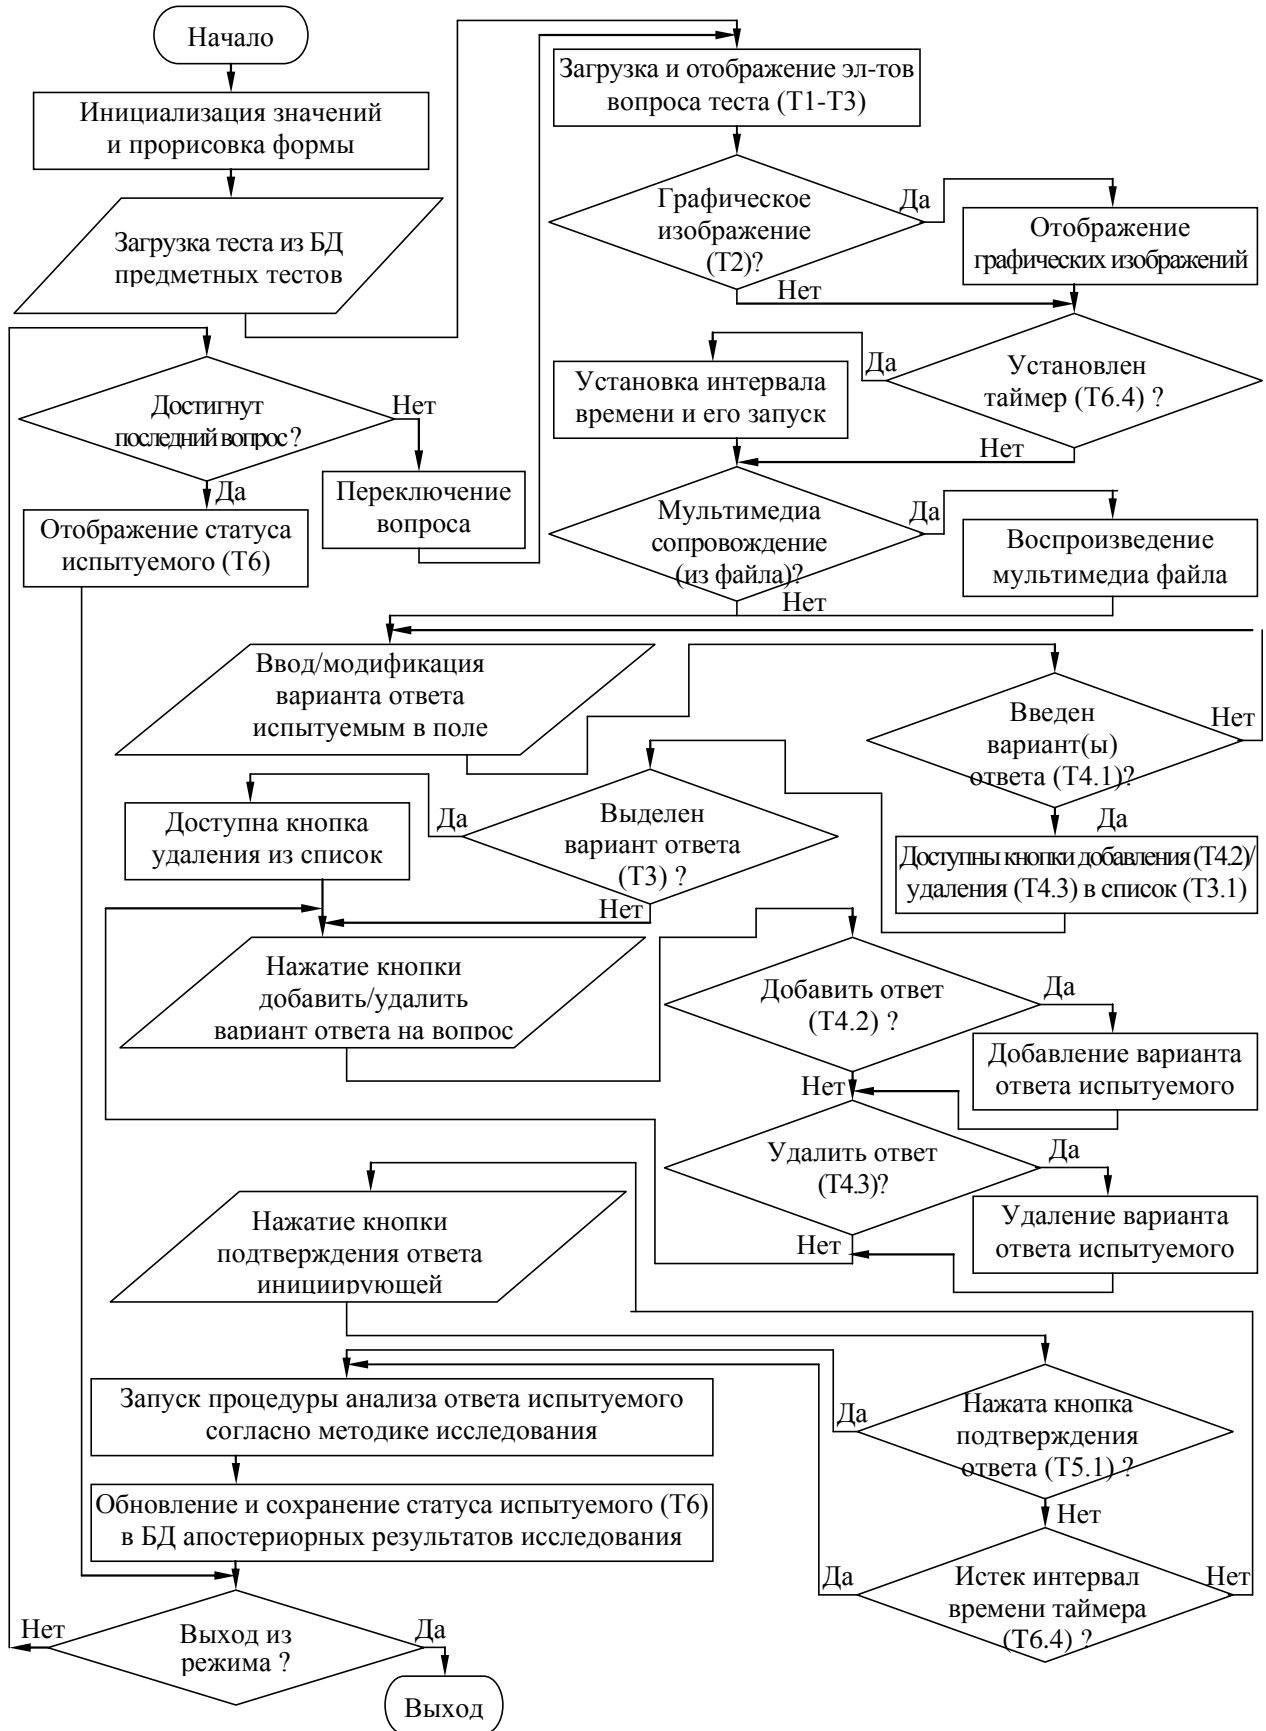 Начало
Инициализация значений
и прорисовка формы
Загрузка теста из БД
предметных тестов
Загрузка и отображение эл-тов
вопроса теста (Т1-Т3)
Графическое
изображение
(Т2)?
Да
Отображение
графических изображений
Нет
Установлен
таймер (Т6.4) ?
Да
Установка интервала
времени и его запуск
Нет
Достигнут
последний вопрос ?
Нет
Переключение
вопроса
Да
Отображение статуса
испытуемого (Т6)
Мультимедиа
сопровождение
(из файла)?
Да
Воспроизведение
мультимедиа файла
Нет
Ввод/модификация
варианта ответа
испытуемым в поле
Введен
вариант(ы)
ответа (Т4.1)?
Нет
Да
Доступны кнопки добавления (Т4.2)/
удаления (Т4.3) в список (Т3.1)
Выделен
вариант ответа
(Т3) ?
Да
Доступна кнопка
удаления из список
Нет
Нажатие кнопки
добавить/удалить
вариант ответа на вопрос
Добавить ответ
(Т4.2) ?
Да
Добавление варианта
ответа испытуемого
Нет
Удалить ответ
(Т4.3)?
Да
Удаление варианта
ответа испытуемого
Нет
Нажатие кнопки
подтверждения ответа
инициирующей
Нажата кнопка
подтверждения
ответа (Т5.1) ?
Да
Запуск процедуры анализа ответа испытуемого
согласно методике исследования
Нет
Обновление и сохранение статуса испытуемого (Т6)
в БД апостериорных результатов исследования
Истек интервал
времени таймера
(Т6.4) ?
Да
Нет
Выход из
режима ?
Нет
Да
Выход